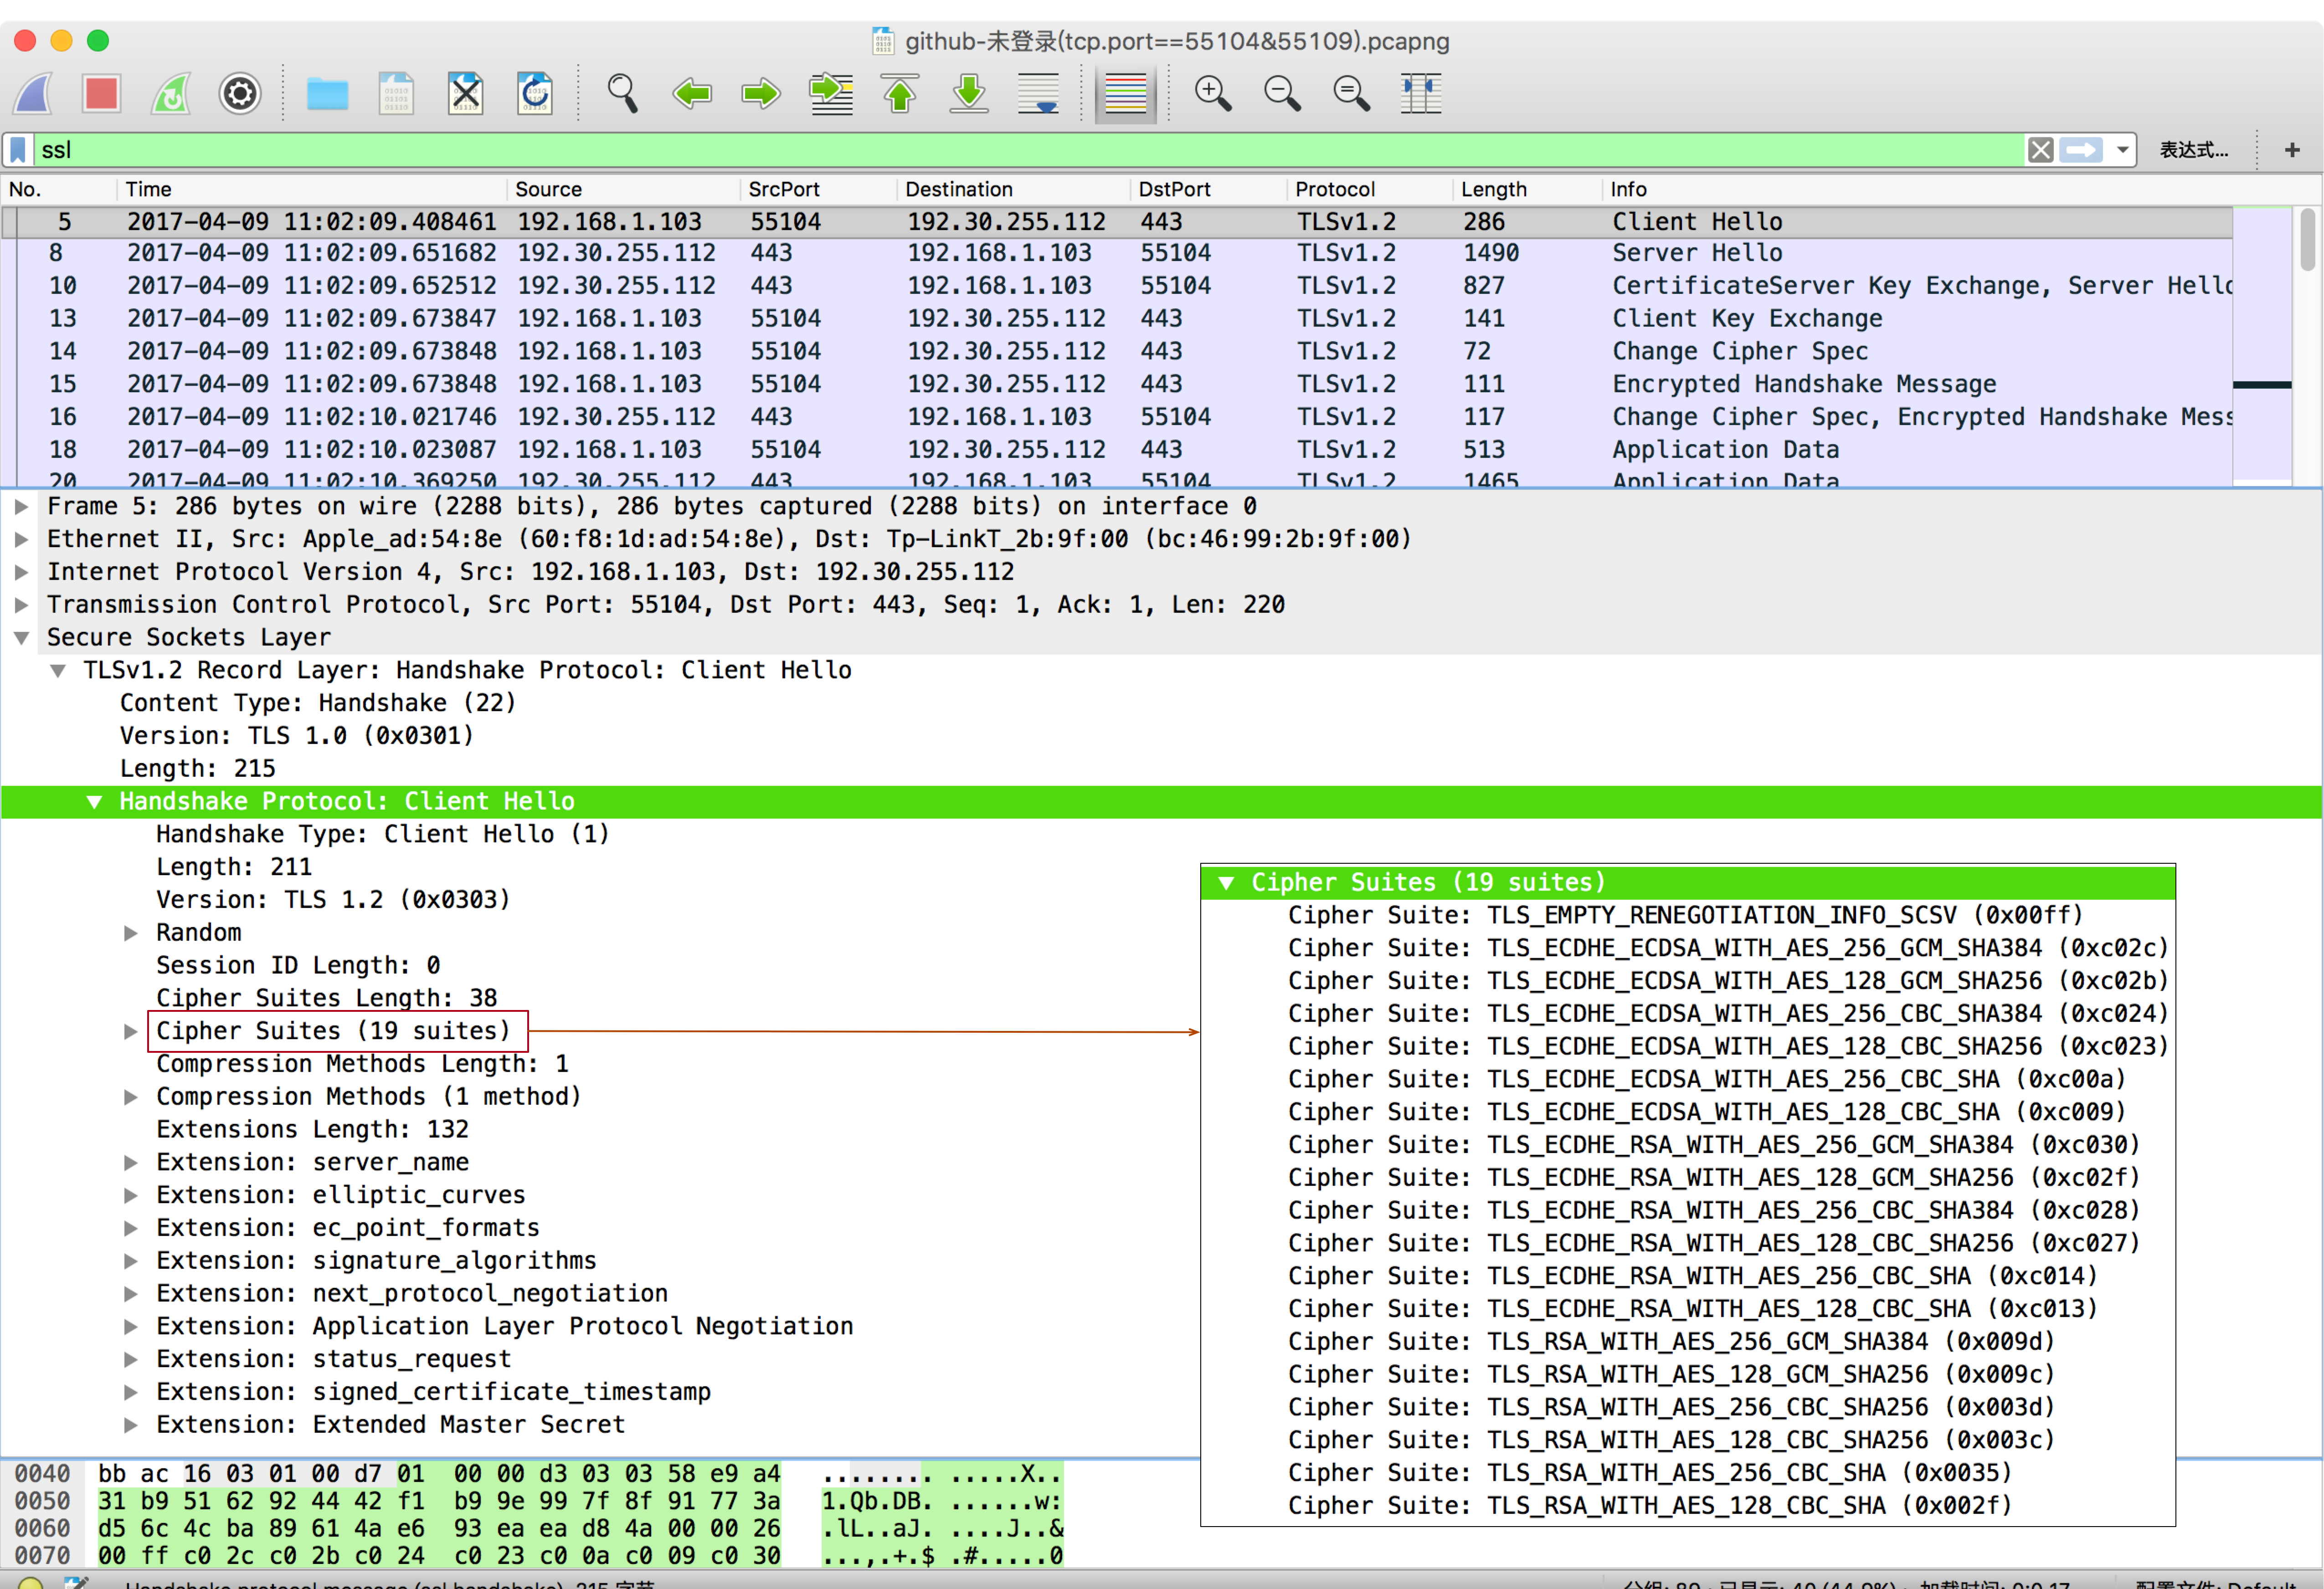 github-未登录(tcp.port==55104&55109).pcapng
ssl
表达式...
+
No. Time Source SrcPort Destination DstPort Protocol Length Info
5 2017-04-09 11:02:09.408461 192.168.1.103 55104 192.30.255.112 443 TLSv1.2 286 Client Hello
8 2017-04-09 11:02:09.651682 192.30.255.112 443 192.168.1.103 55104 TLSv1.2 1490 Server Hello
10 2017-04-09 11:02:09.652512 192.30.255.112 443 192.168.1.103 55104 TLSv1.2 827 CertificateServer Key Exchange, Server Hello
13 2017-04-09 11:02:09.673847 192.168.1.103 55104 192.30.255.112 443 TLSv1.2 141 Client Key Exchange
14 2017-04-09 11:02:09.673848 192.168.1.103 55104 192.30.255.112 443 TLSv1.2 72 Change Cipher Spec
15 2017-04-09 11:02:09.673848 192.168.1.103 55104 192.30.255.112 443 TLSv1.2 111 Encrypted Handshake Message
16 2017-04-09 11:02:10.021746 192.30.255.112 443 192.168.1.103 55104 TLSv1.2 117 Change Cipher Spec, Encrypted Handshake Mess
18 2017-04-09 11:02:10.023087 192.168.1.103 55104 192.30.255.112 443 TLSv1.2 513 Application Data
20 2017-04-09 11:02:10.369250 192.30.255.112 443 192.168.1.103 55104 TLSv1.2 1465 Application Data
Frame 5: 286 bytes on wire (2288 bits), 286 bytes captured (2288 bits) on interface 0
Ethernet II, Src: Apple_ad:54:8e (60:f8:1d:ad:54:8e), Dst: Tp-LinkT_2b:9f:00 (bc:46:99:2b:9f:00)
Internet Protocol Version 4, Src: 192.168.1.103, Dst: 192.30.255.112
Transmission Control Protocol, Src Port: 55104, Dst Port: 443, Seq: 1, Ack: 1, Len: 220
Secure Sockets Layer
TLSv1.2 Record Layer: Handshake Protocol: Client Hello
Content Type: Handshake (22)
Version: TLS 1.0 (0x0301)
Length: 215
Handshake Protocol: Client Hello
Handshake Type: Client Hello (1)
Length: 211
Version: TLS 1.2 (0x0303)
Random
Session ID Length: 0
Cipher Suites Length: 38
Cipher Suites (19 suites)
Compression Methods Length: 1
Compression Methods (1 method)
Extensions Length: 132
Extension: server_name
Extension: elliptic_curves
Extension: ec_point_formats
Extension: signature_algorithms
Extension: next_protocol_negotiation
Extension: Application Layer Protocol Negotiation
Extension: status_request
Extension: signed_certificate_timestamp
Extension: Extended Master Secret
Cipher Suites (19 suites)
Cipher Suite: TLS_EMPTY_RENEGOTIATION_INFO_SCSV (0x00ff)
Cipher Suite: TLS_ECDHE_ECDSA_WITH_AES_256_GCM_SHA384 (0xc02c)
Cipher Suite: TLS_ECDHE_ECDSA_WITH_AES_128_GCM_SHA256 (0xc02b)
Cipher Suite: TLS_ECDHE_ECDSA_WITH_AES_256_CBC_SHA384 (0xc024)
Cipher Suite: TLS_ECDHE_ECDSA_WITH_AES_128_CBC_SHA256 (0xc023)
Cipher Suite: TLS_ECDHE_ECDSA_WITH_AES_256_CBC_SHA (0xc00a)
Cipher Suite: TLS_ECDHE_ECDSA_WITH_AES_128_CBC_SHA (0xc009)
Cipher Suite: TLS_ECDHE_RSA_WITH_AES_256_GCM_SHA384 (0xc030)
Cipher Suite: TLS_ECDHE_RSA_WITH_AES_128_GCM_SHA256 (0xc02f)
Cipher Suite: TLS_ECDHE_RSA_WITH_AES_256_CBC_SHA384 (0xc028)
Cipher Suite: TLS_ECDHE_RSA_WITH_AES_128_CBC_SHA256 (0xc027)
Cipher Suite: TLS_ECDHE_RSA_WITH_AES_256_CBC_SHA (0xc014)
Cipher Suite: TLS_ECDHE_RSA_WITH_AES_128_CBC_SHA (0xc013)
Cipher Suite: TLS_RSA_WITH_AES_256_GCM_SHA384 (0x009d)
Cipher Suite: TLS_RSA_WITH_AES_128_GCM_SHA256 (0x009c)
Cipher Suite: TLS_RSA_WITH_AES_256_CBC_SHA256 (0x003d)
Cipher Suite: TLS_RSA_WITH_AES_128_CBC_SHA256 (0x003c)
Cipher Suite: TLS_RSA_WITH_AES_256_CBC_SHA (0x0035)
Cipher Suite: TLS_RSA_WITH_AES_128_CBC_SHA (0x002f)
0040 bb ac 16 03 01 00 d7 01 00 00 d3 03 03 58 e9 a4 ........ .....X..
0050 31 b9 51 62 92 44 42 f1 b9 9e 99 7f 8f 91 77 3a 1.Qb.DB. ......w:
0060 d5 6c 4c ba 89 61 4a e6 93 ea ea d8 4a 00 00 26 .lL..aJ. ....J..&
0070 00 ff c0 2c c0 2b c0 24 c0 23 c0 0a c0 09 c0 30 ...,.+.$ .#.....0
Handshake protocol message (ssl.handshake), 215 字节
分组: 89 · 已显示: 40 (44.9%) · 加载时间: 0:0.17
配置文件: Default